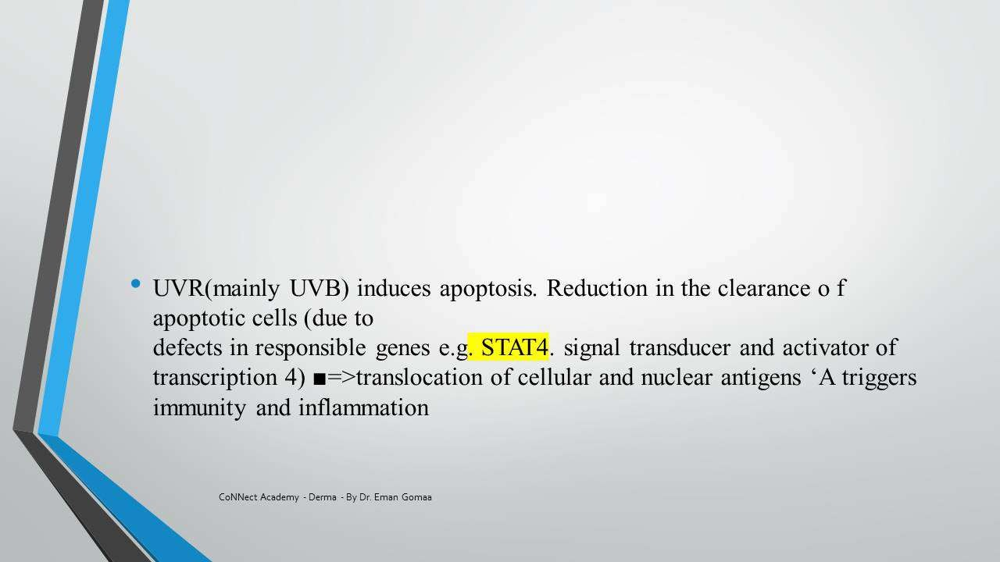 • UVR(mainly UVB) induces apoptosis. Reduction in the clearance o f
apoptotic cells (due to
defects in responsible genes e.g. STAT4. signal transducer and activator of
transcription 4) ■=>translocation of cellular and nuclear antigens ‘A triggers
immunity and inflammation
CoNNect Academy - Derma - By Dr. Eman Gomaa